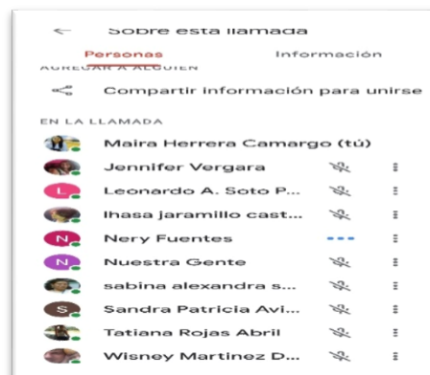 Sobre esta llamada
Personas Información
AGREGAR A ALGUIEN
Compartir información para unirse
EN LA LLAMADA
Maira Herrera Camargo (tú)
Jennifer Vergara
L Leonardo A. Soto P...
Ihasa jaramillo cast...
N Nery Fuentes
N Nuestra Gente
sabina alexandra s...
S Sandra Patricia Avi...
Tatiana Rojas Abril
Wisney Martinez D...